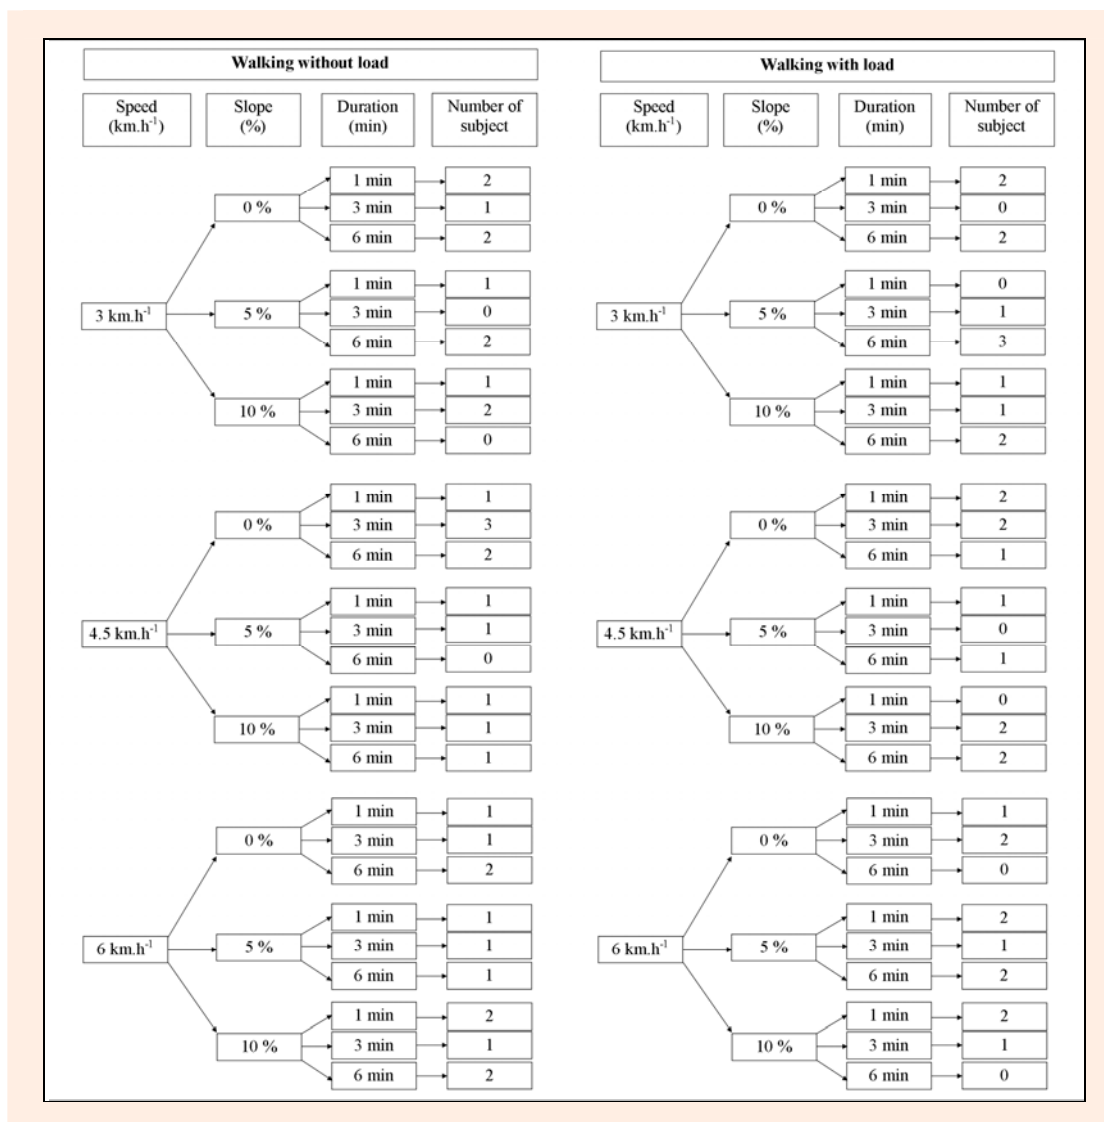 Walking without load
Speed (km.h⁻¹) Slope (%) Duration (min) Number of subject
3 km.h⁻¹
0 %
1 min 2
3 min 1
6 min 2
5 %
1 min 1
3 min 0
6 min 2
10 %
1 min 1
3 min 2
6 min 0
4.5 km.h⁻¹
0 %
1 min 1
3 min 3
6 min 2
5 %
1 min 1
3 min 1
6 min 0
10 %
1 min 1
3 min 1
6 min 1
6 km.h⁻¹
0 %
1 min 1
3 min 1
6 min 2
5 %
1 min 1
3 min 1
6 min 1
10 %
1 min 2
3 min 1
6 min 2
Walking with load
Speed (km.h⁻¹) Slope (%) Duration (min) Number of subject
3 km.h⁻¹
0 %
1 min 2
3 min 0
6 min 2
5 %
1 min 0
3 min 1
6 min 3
10 %
1 min 1
3 min 1
6 min 2
4.5 km.h⁻¹
0 %
1 min 2
3 min 2
6 min 1
5 %
1 min 1
3 min 0
6 min 1
10 %
1 min 0
3 min 2
6 min 2
6 km.h⁻¹
0 %
1 min 1
3 min 2
6 min 0
5 %
1 min 2
3 min 1
6 min 2
10 %
1 min 2
3 min 1
6 min 0